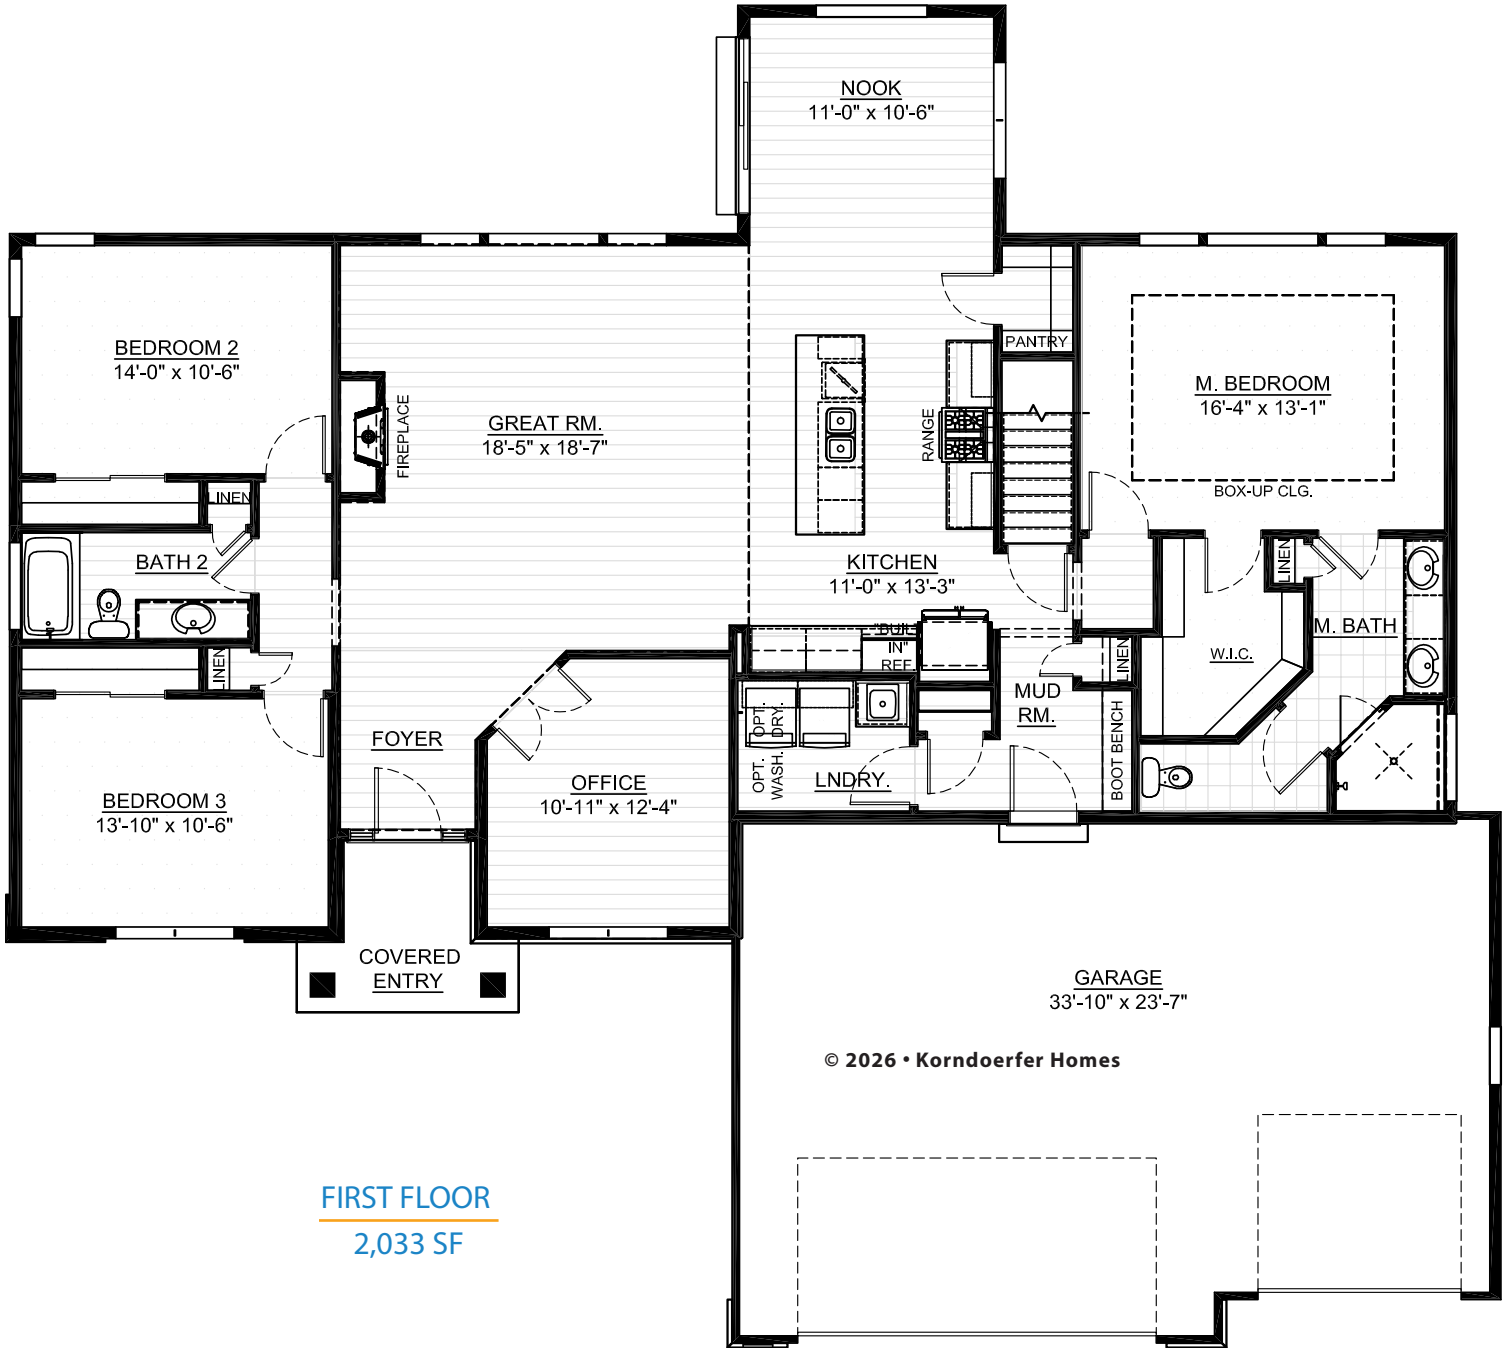 NOOK
11'-0" x 10'-6"
BEDROOM 2
14'-0" x 10'-6"
FIREPLACE
GREAT RM.
18'-5" x 18'-7"
RANGE
PANTRY
M. BEDROOM
16'-4" x 13'-1"
BOX-UP CLG.
LINEN
BATH 2
KITCHEN
11'-0" x 13'-3"
LINEN
M. BATH
W.I.C.
"BUIL
IN"
REF
LINEN
LINEN
MUD
RM.
BOOT BENCH
OPT.
DRY.
OPT.
WASH.
LNDRY.
FOYER
OFFICE
10'-11" x 12'-4"
BEDROOM 3
13'-10" x 10'-6"
COVERED
ENTRY
GARAGE
33'-10" x 23'-7"
© 2026 • Korndoerfer Homes
FIRST FLOOR
2,033 SF